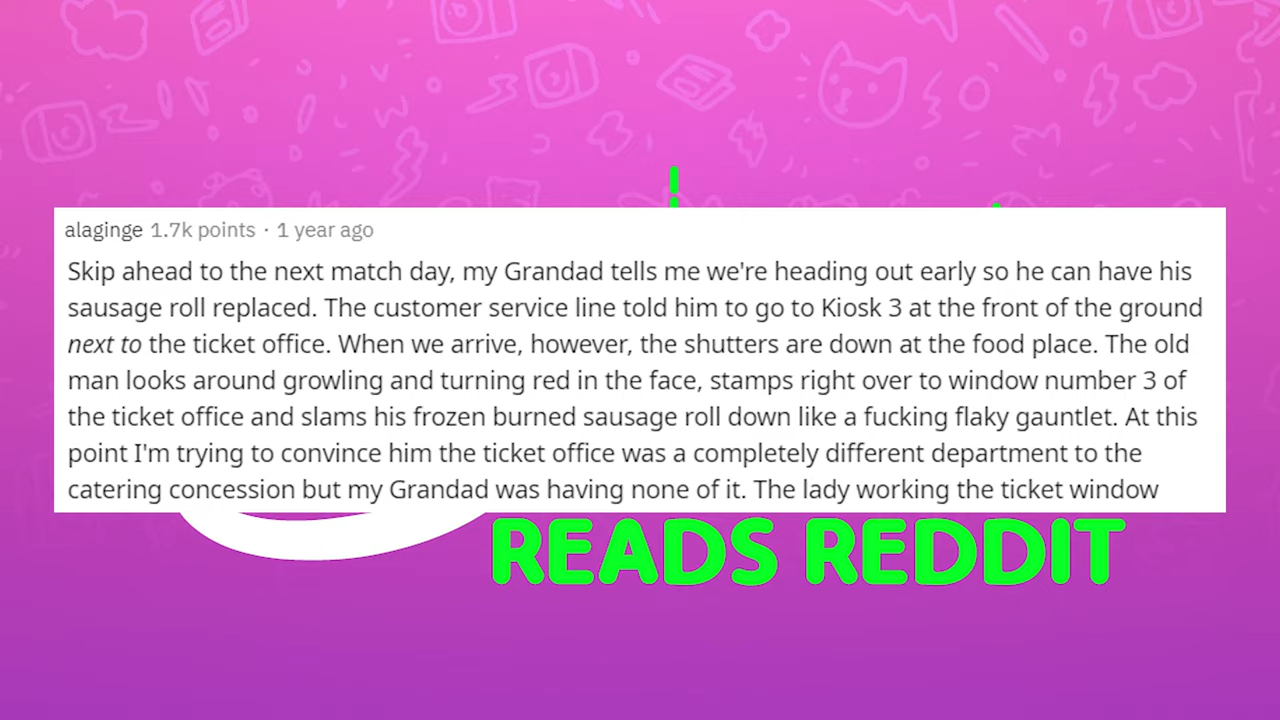 alaginge 1.7k points · 1 year ago
Skip ahead to the next match day, my Grandad tells me we're heading out early so he can have his
sausage roll replaced. The customer service line told him to go to Kiosk 3 at the front of the ground
next to the ticket office. When we arrive, however, the shutters are down at the food place. The old
man looks around growling and turning red in the face, stamps right over to window number 3 of
the ticket office and slams his frozen burned sausage roll down like a fucking flaky gauntlet. At this
point I'm trying to convince him the ticket office was a completely different department to the
catering concession but my Grandad was having none of it. The lady working the ticket window
READS REDDIT